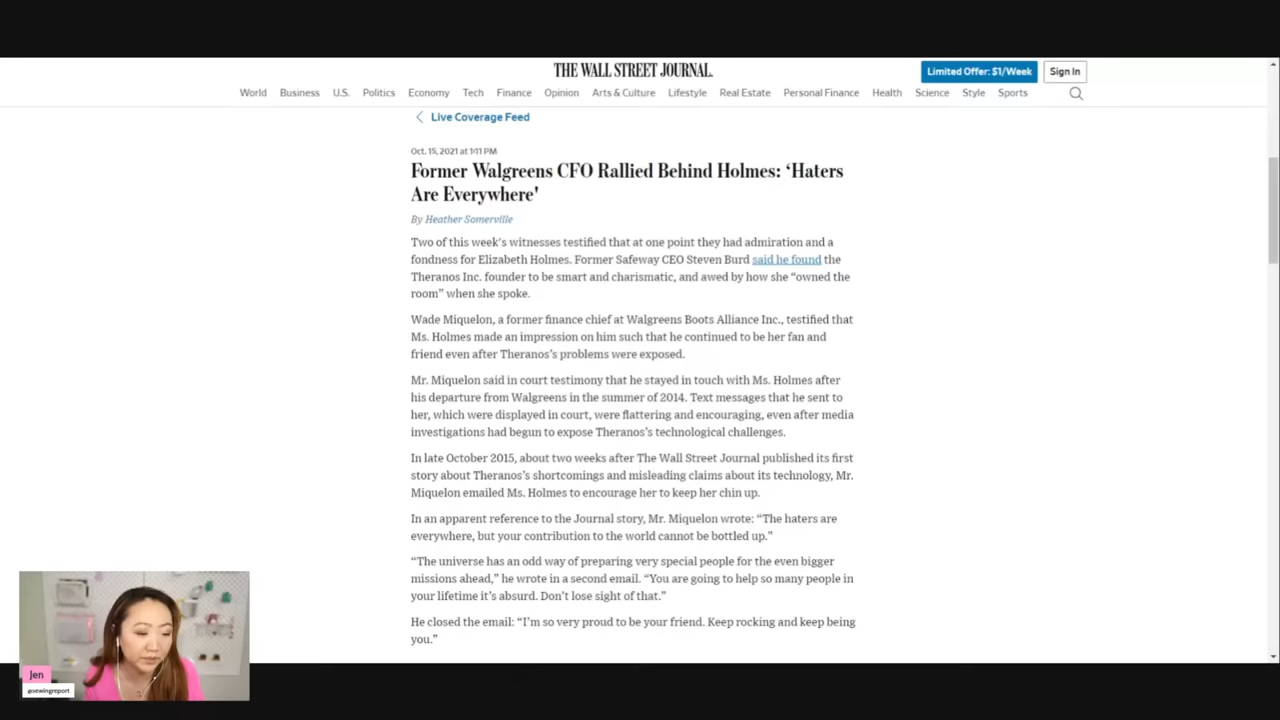 THE WALL STREET JOURNAL.
Limited Offer: $1/Week
Sign In
World Business U.S. Politics Economy Tech Finance Opinion Arts & Culture Lifestyle Real Estate Personal Finance Health Science Style Sports
Live Coverage Feed
Oct. 15, 2021 at 1:11 PM
Former Walgreens CFO Rallied Behind Holmes: ‘Haters
Are Everywhere'
By Heather Somerville
Two of this week's witnesses testified that at one point they had admiration and a
fondness for Elizabeth Holmes. Former Safeway CEO Steven Burd said he found the
Theranos Inc. founder to be smart and charismatic, and awed by how she “owned the
room” when she spoke.
Wade Miquelon, a former finance chief at Walgreens Boots Alliance Inc., testified that
Ms. Holmes made an impression on him such that he continued to be her fan and
friend even after Theranos’s problems were exposed.
Mr. Miquelon said in court testimony that he stayed in touch with Ms. Holmes after
his departure from Walgreens in the summer of 2014. Text messages that he sent to
her, which were displayed in court, were flattering and encouraging, even after media
investigations had begun to expose Theranos’s technological challenges.
In late October 2015, about two weeks after The Wall Street Journal published its first
story about Theranos’s shortcomings and misleading claims about its technology, Mr.
Miquelon emailed Ms. Holmes to encourage her to keep her chin up.
In an apparent reference to the Journal story, Mr. Miquelon wrote: “The haters are
everywhere, but your contribution to the world cannot be bottled up.”
“The universe has an odd way of preparing very special people for the even bigger
missions ahead,” he wrote in a second email. “You are going to help so many people in
your lifetime it’s absurd. Don’t lose sight of that.”
He closed the email: “I’m so very proud to be your friend. Keep rocking and keep being
you.”
Jen
@sewingreport